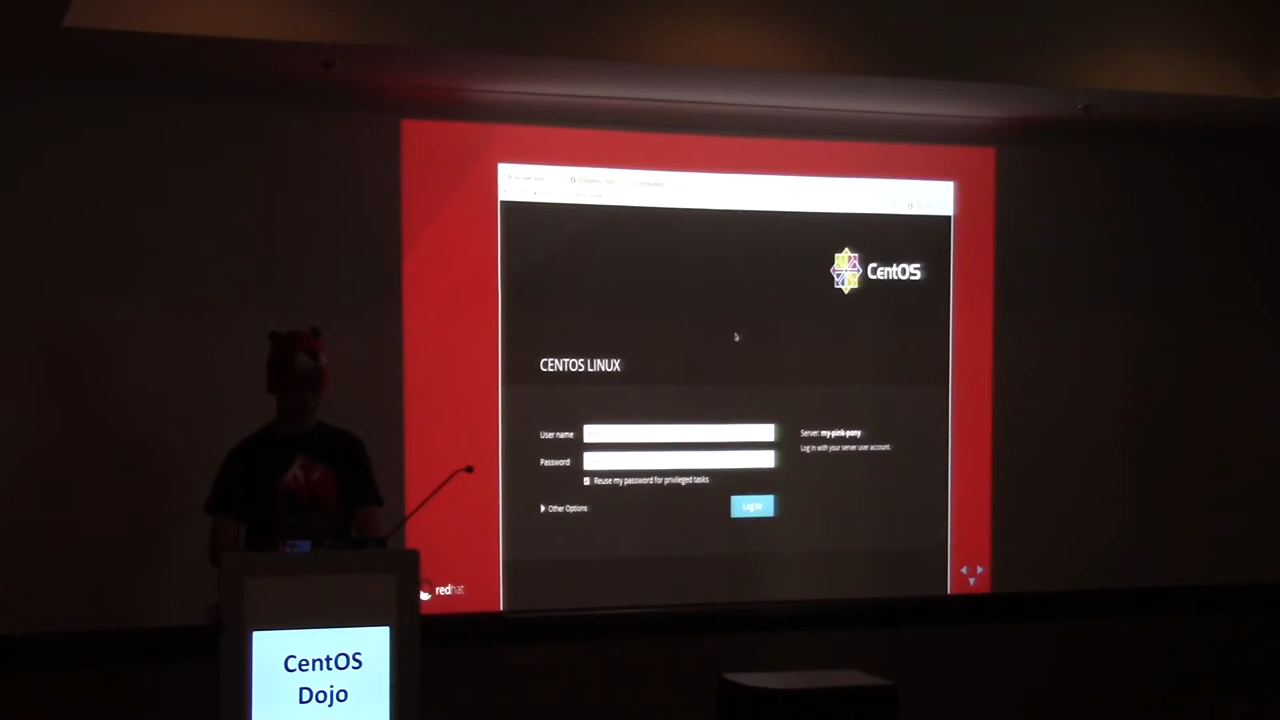 CentOS
CENTOS LINUX
User name
Password
Reuse my password for privileged tasks
Other Options
Log In
Server: my-pink-pony
Log in with your server user account.
redhat
CentOS
Dojo